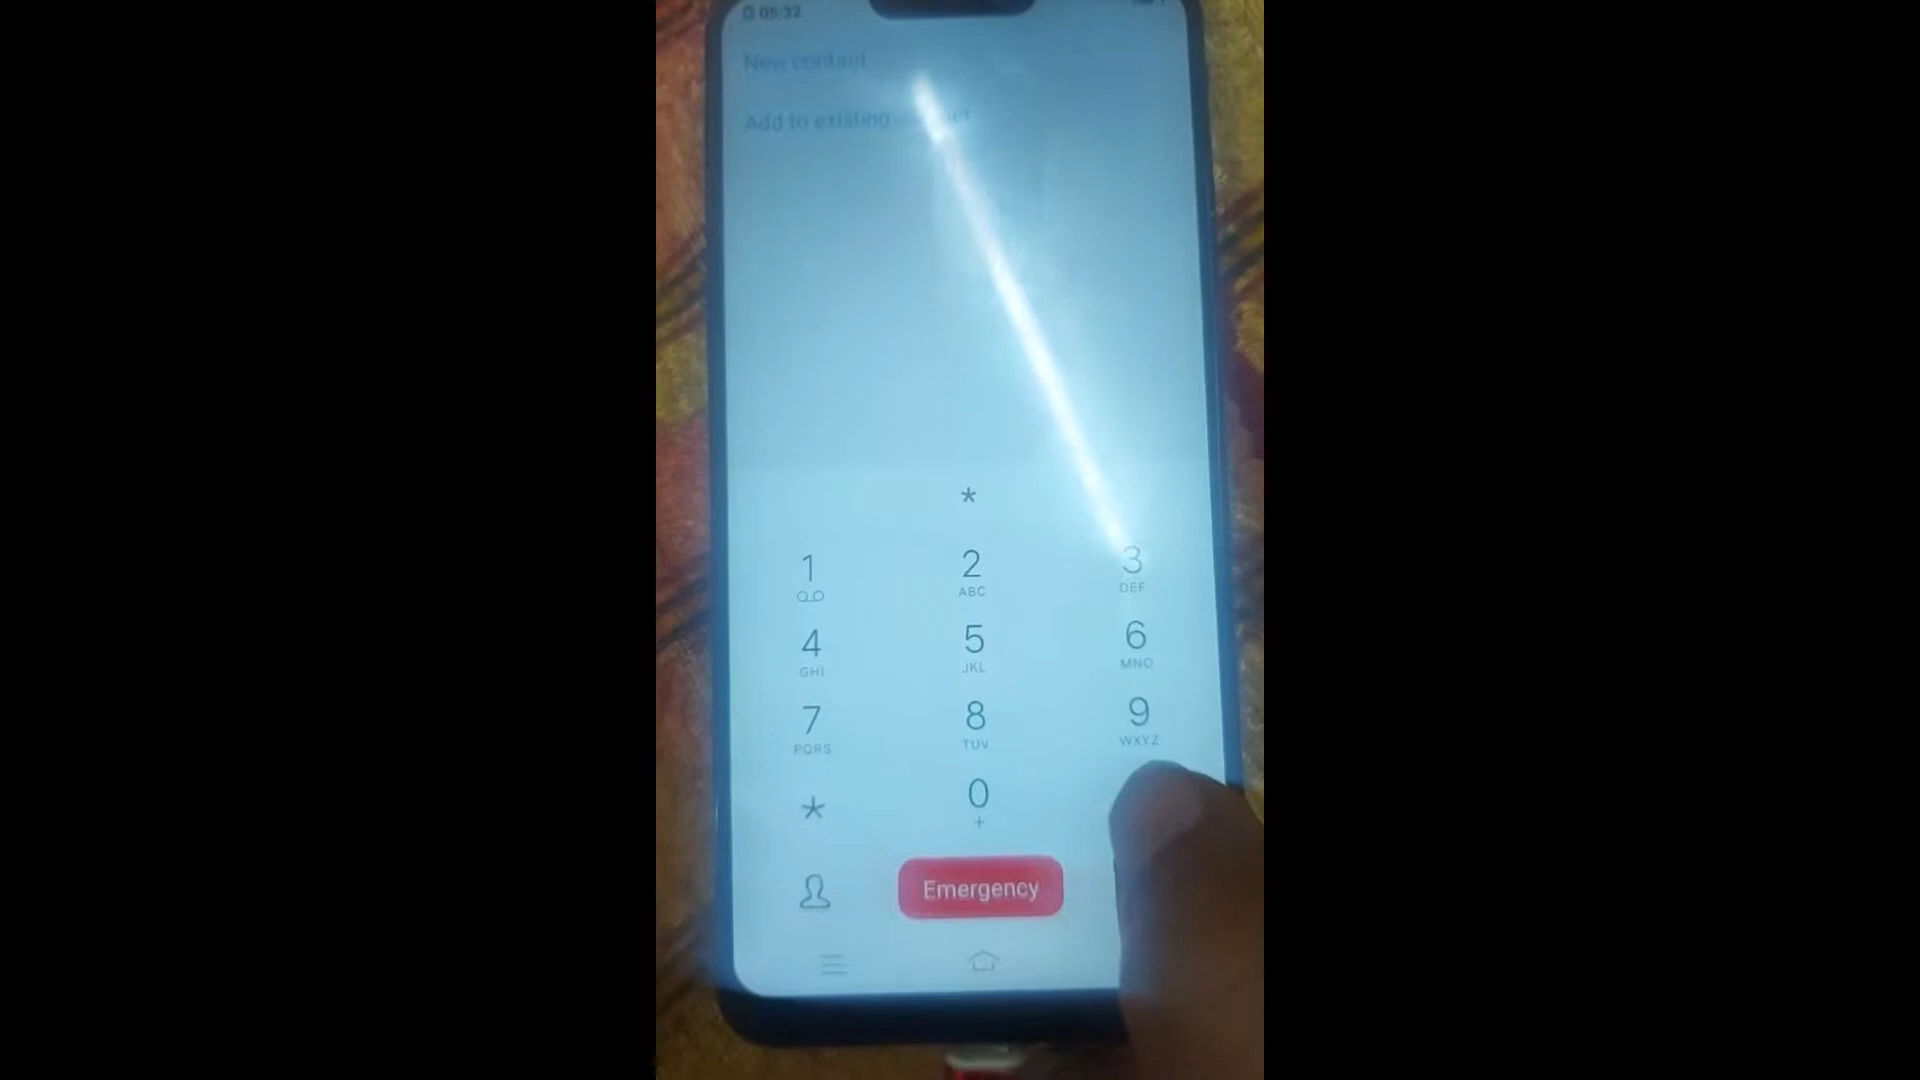 05:32
New contact
Add to existing
*
1 2 3
ABC DEF
4 5 6
GHI JKL MNO
7 8 9
PQRS TUV WXYZ
* 0
+
Emergency